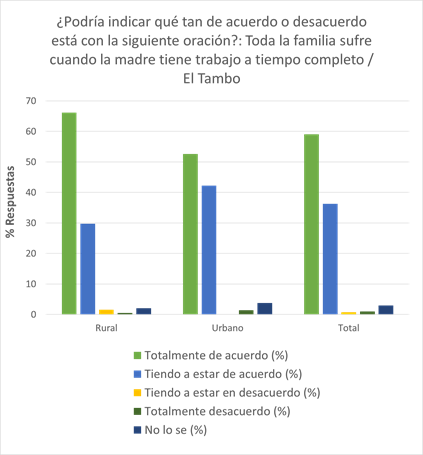 ¿Podría indicar qué tan de acuerdo o desacuerdo
está con la siguiente oración?: Toda la familia sufre
cuando la madre tiene trabajo a tiempo completo /
El Tambo
% Respuestas
70
60
50
40
30
20
10
0
Rural
Urbano
Total
Totalmente de acuerdo (%)
Tiendo a estar de acuerdo (%)
Tiendo a estar en desacuerdo (%)
Totalmente desacuerdo (%)
No lo se (%)